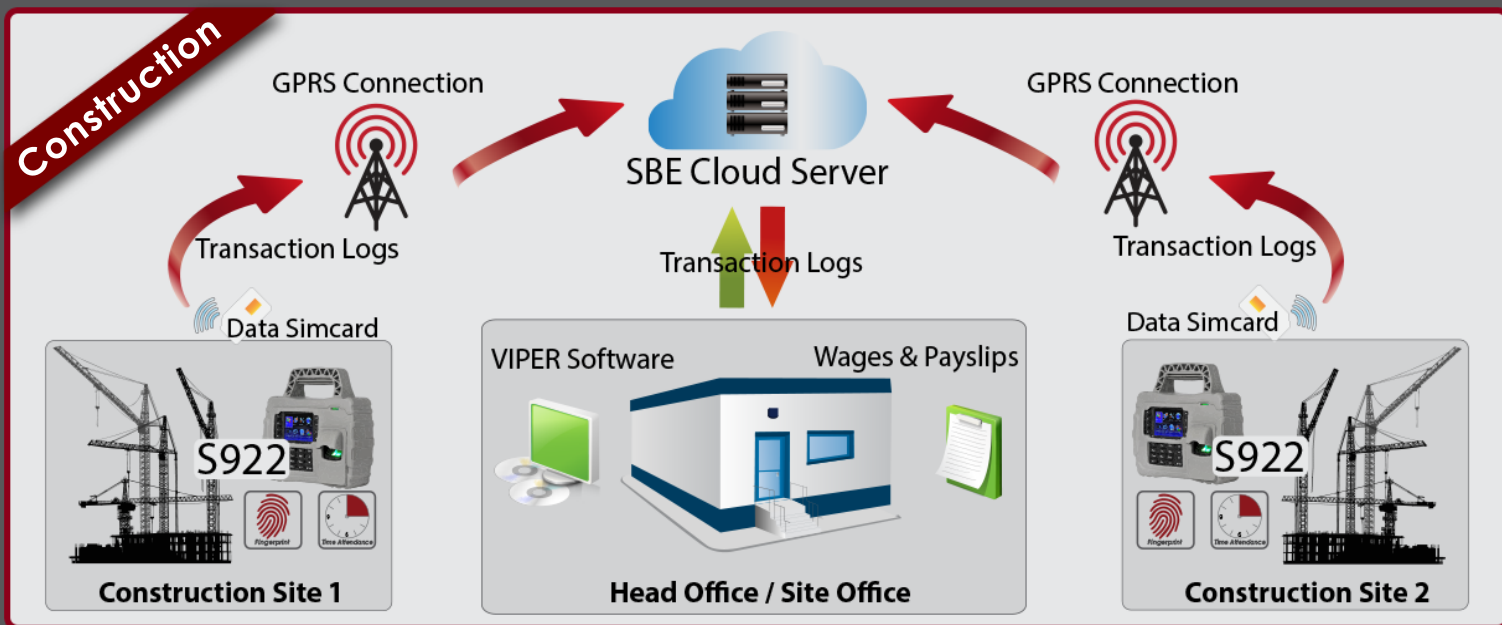 Construction
GPRS Connection
GPRS Connection
SBE Cloud Server
Transaction Logs
Transaction Logs
Transaction Logs
Data Simcard
Data Simcard
VIPER Software
Wages & Payslips
S922
S922
Fingerprint
Time Attendance
Fingerprint
Time Attendance
Construction Site 1
Head Office / Site Office
Construction Site 2